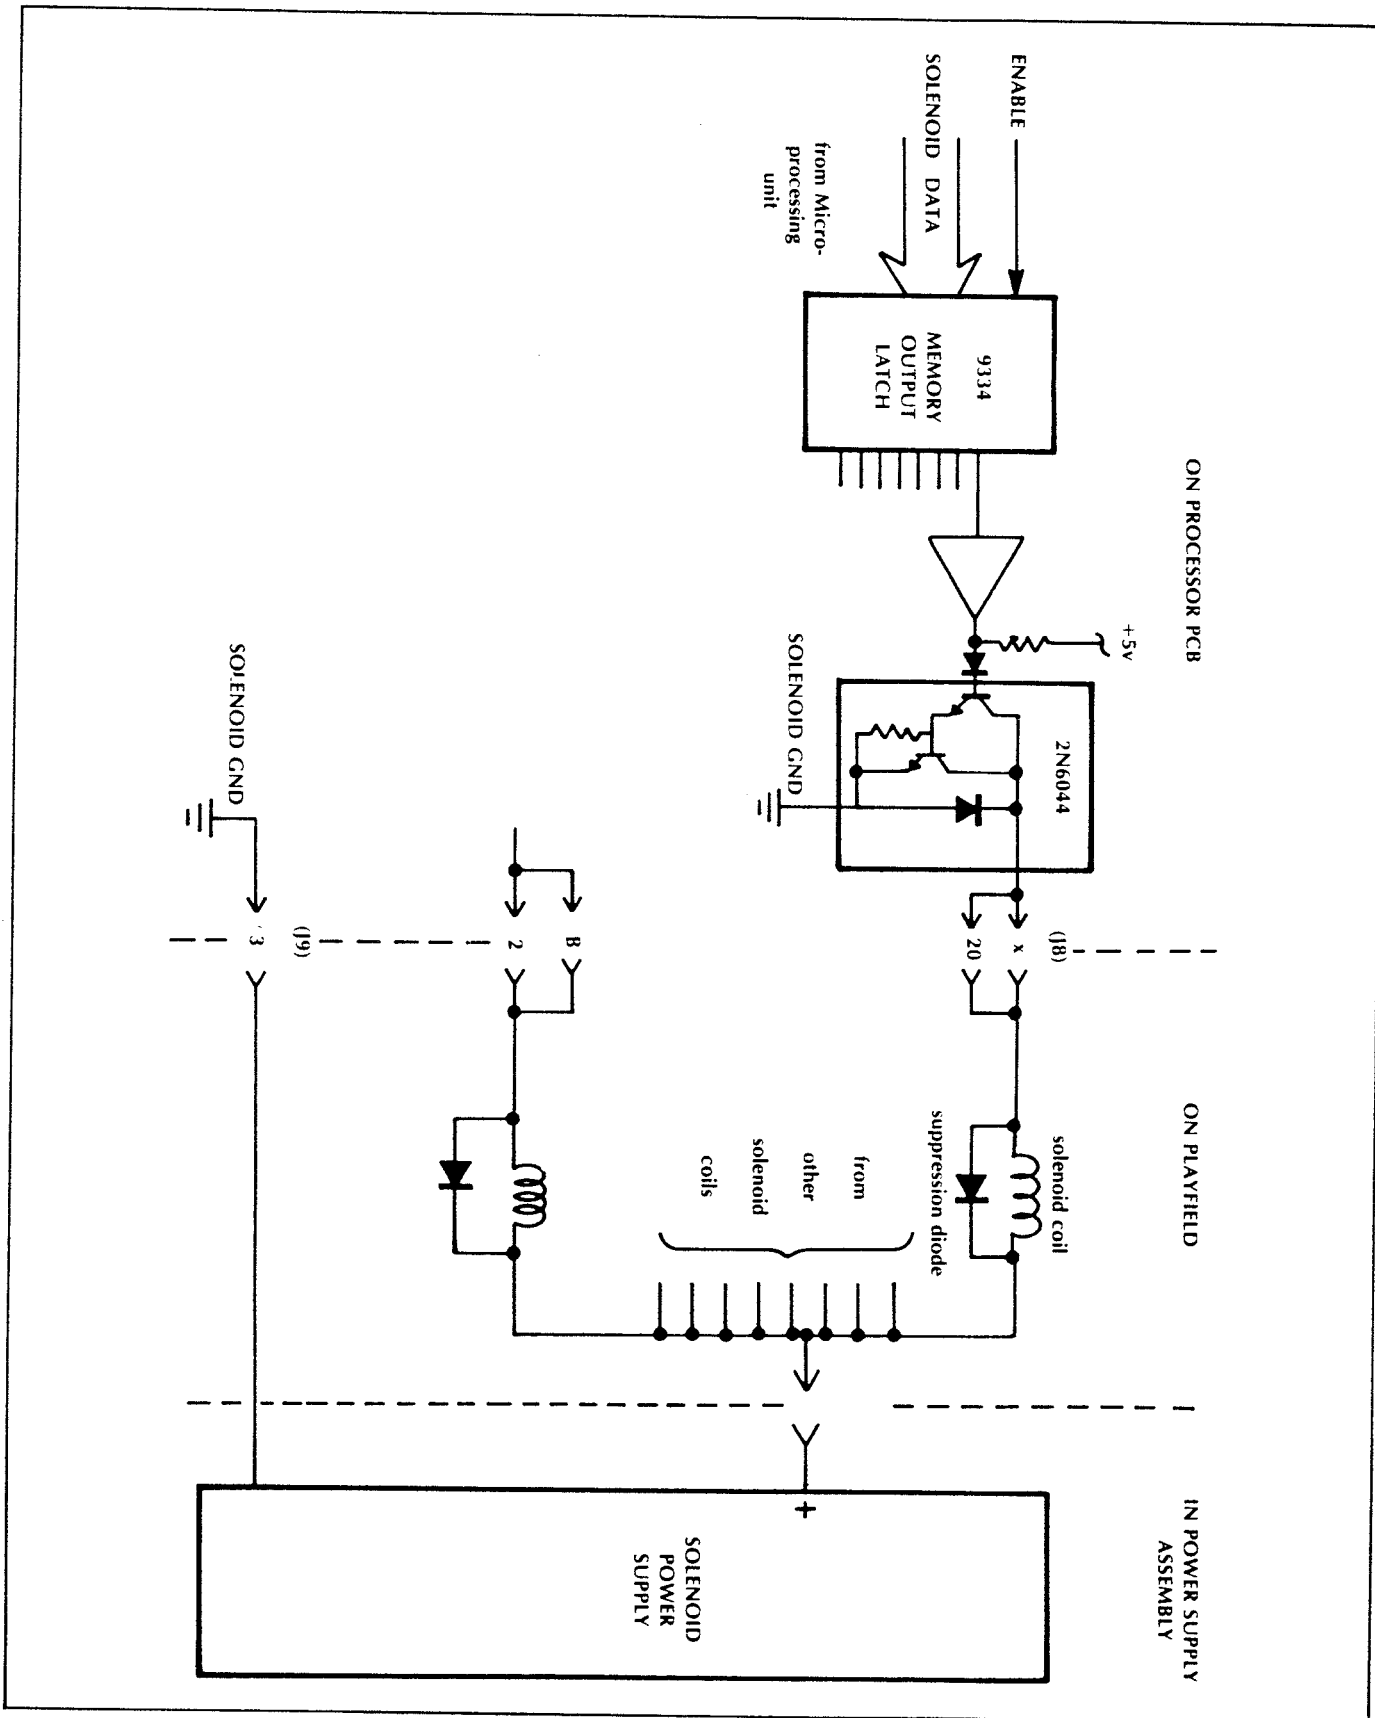 ON PROCESSOR PCB
ON PLAYFIELD
IN POWER SUPPLY
ASSEMBLY
ENABLE
SOLENOID DATA
from Micro-
processing
unit
9334
MEMORY
OUTPUT
LATCH
+5v
2N6044
SOLENOID GND
(J8)
x
20
solenoid coil
suppression diode
from
other
solenoid
coils
B
2
(J9)
3
SOLENOID GND
+
SOLENOID
POWER
SUPPLY